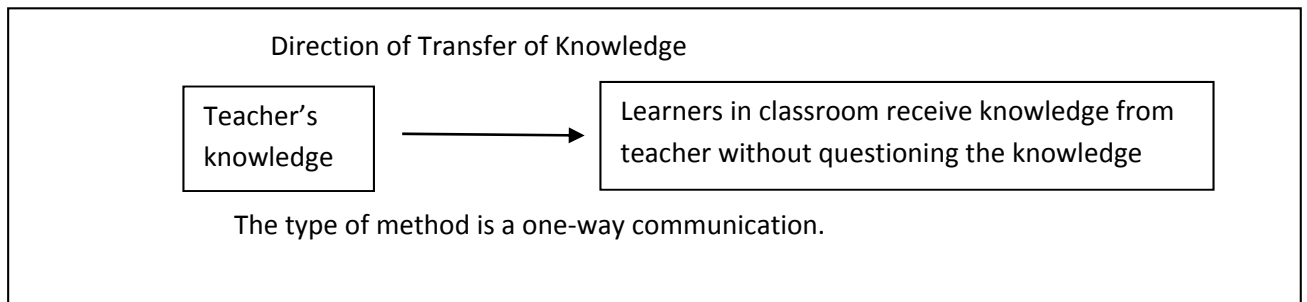 Direction of Transfer of Knowledge
Teacher’s
knowledge
Learners in classroom receive knowledge from
teacher without questioning the knowledge
The type of method is a one-way communication.